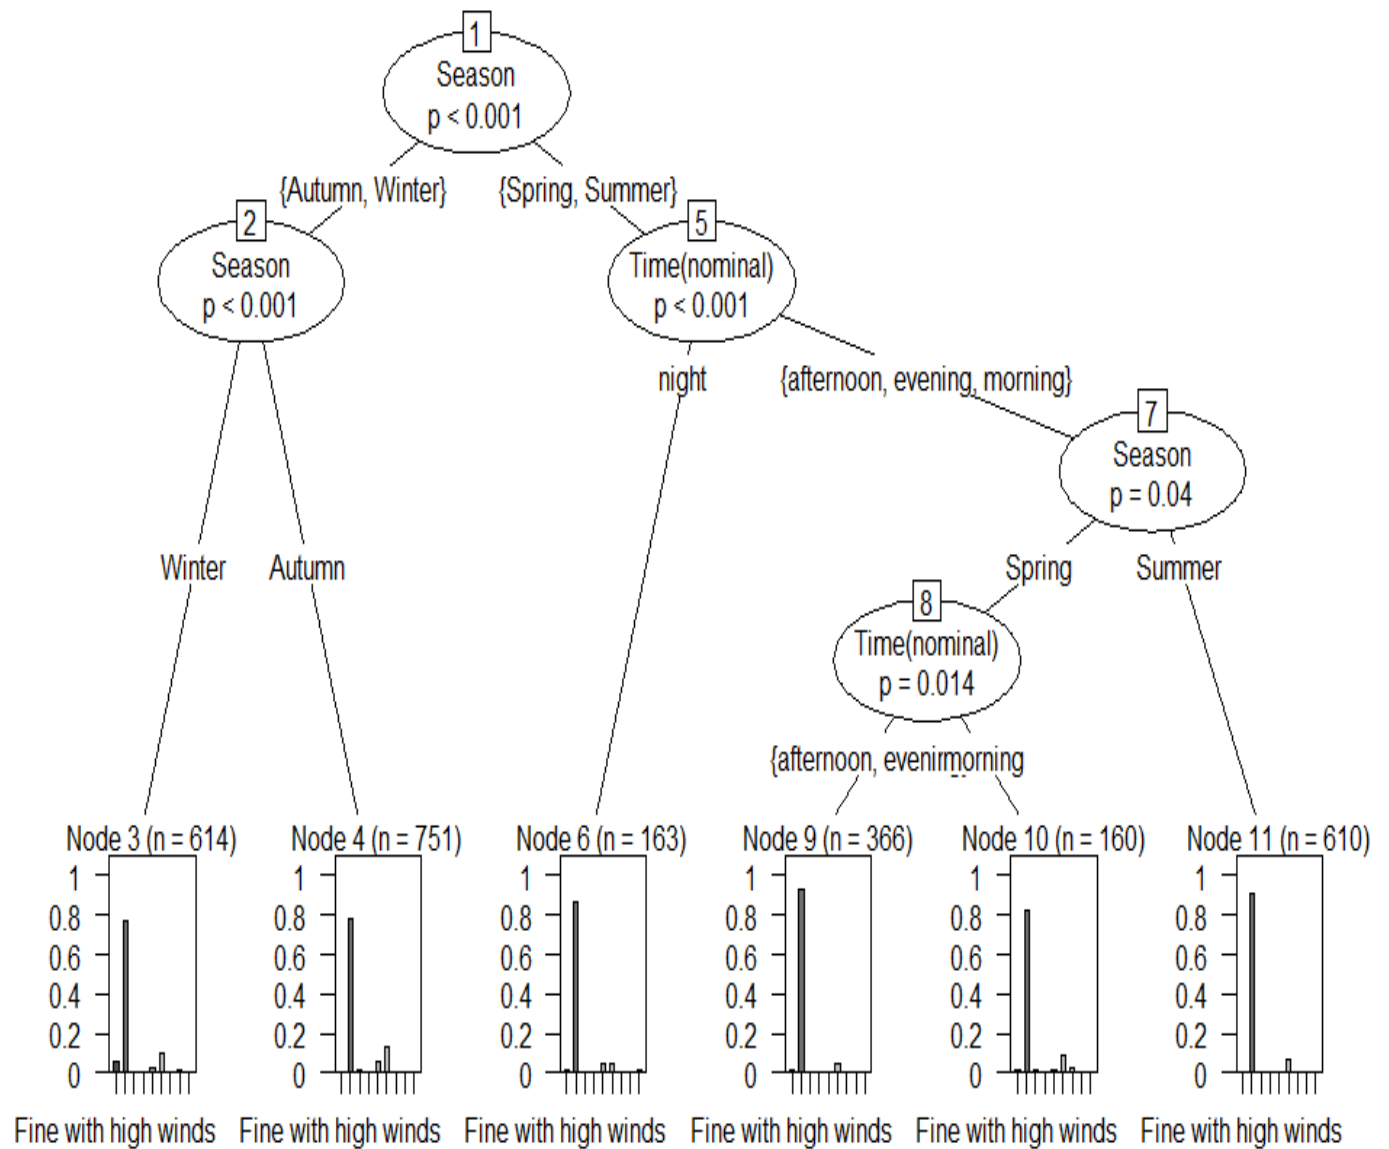 1
Season
p < 0.001
{Autumn, Winter}
{Spring, Summer}
2
Season
p < 0.001
5
Time(nominal)
p < 0.001
night
{afternoon, evening, morning}
7
Season
p = 0.04
Winter
Autumn
Spring
Summer
8
Time(nominal)
p = 0.014
{afternoon, evenin
morning
Node 3 (n = 614)
1
0.8
0.6
0.4
0.2
0
Fine with high winds
Node 4 (n = 751)
1
0.8
0.6
0.4
0.2
0
Fine with high winds
Node 6 (n = 163)
1
0.8
0.6
0.4
0.2
0
Fine with high winds
Node 9 (n = 366)
1
0.8
0.6
0.4
0.2
0
Fine with high winds
Node 10 (n = 160)
1
0.8
0.6
0.4
0.2
0
Fine with high winds
Node 11 (n = 610)
1
0.8
0.6
0.4
0.2
0
Fine with high winds